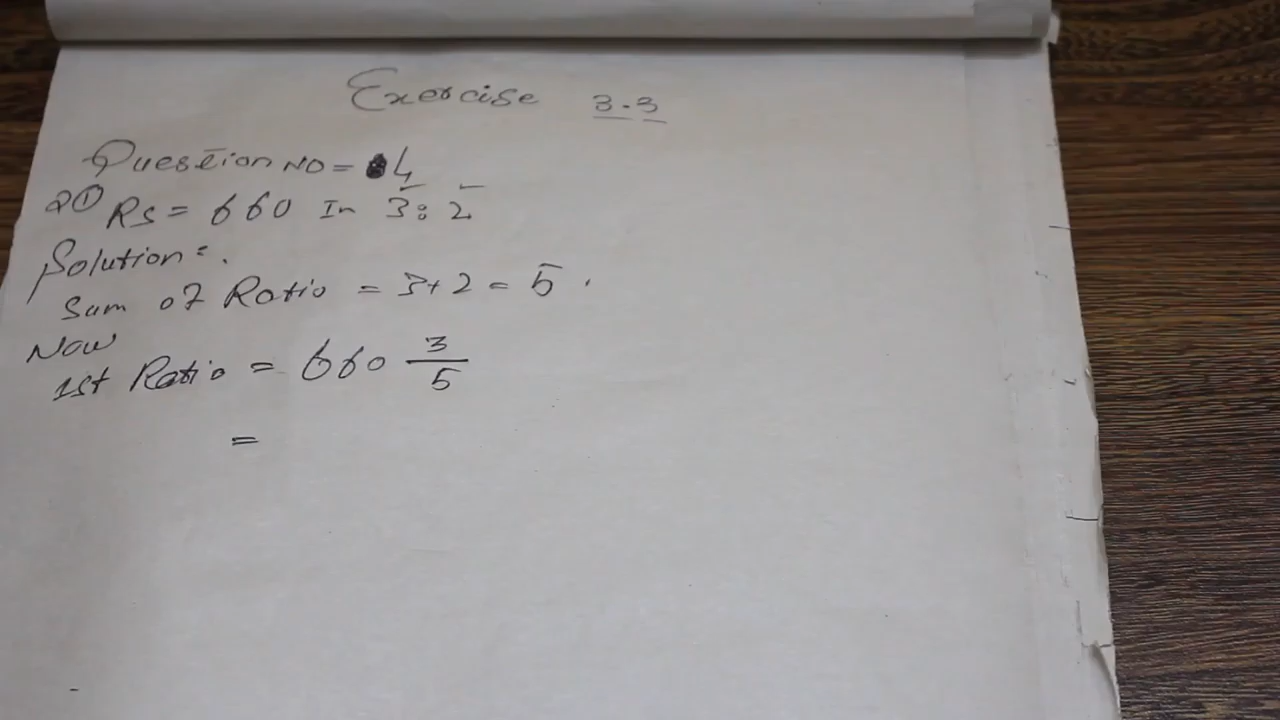 Exercise 3.3
Question NO = 4
Q① Rs = 660 In 3:2
Solution:.
Sum of Ratio = 3+2 = 5.
Now
1st Ratio = 660 3/5
=